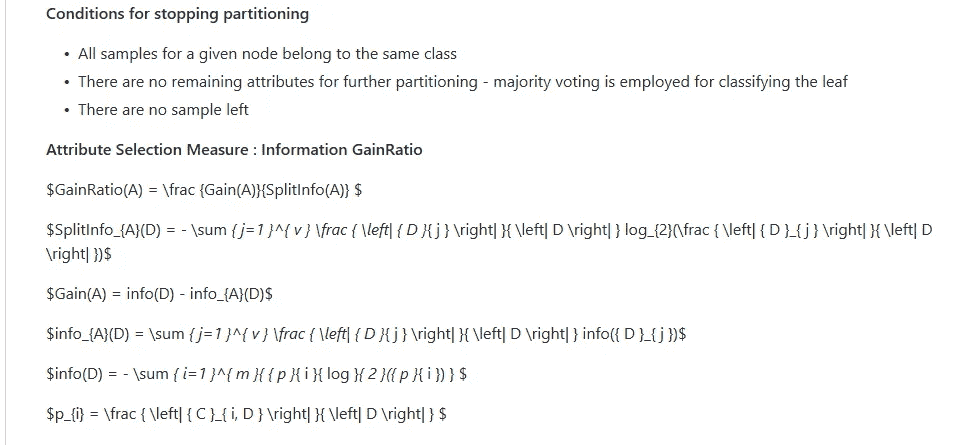 Conditions for stopping partitioning
• All samples for a given node belong to the same class
• There are no remaining attributes for further partitioning - majority voting is employed for classifying the leaf
• There are no sample left
Attribute Selection Measure : Information GainRatio
$GainRatio(A) = \frac {Gain(A)}{SplitInfo(A)} $
$SplitInfo_{A}(D) = - \sum { j=1 }^{ v } \frac { \left| { D }{ j } \right| }{ \left| D \right| } log_{2}(\frac { \left| { D }_{ j } \right| }{ \left| D
\right| })$
$Gain(A) = info(D) - info_{A}(D)$
$info_{A}(D) = \sum { j=1 }^{ v } \frac { \left| { D }{ j } \right| }{ \left| D \right| } info({ D }_{ j })$
$info(D) = - \sum { i=1 }^{ m }{ { p }{ i }{ log }{ 2 }({ p }{ i }) } $
$p_{i} = \frac { \left| { C }_{ i, D } \right| }{ \left| D \right| } $